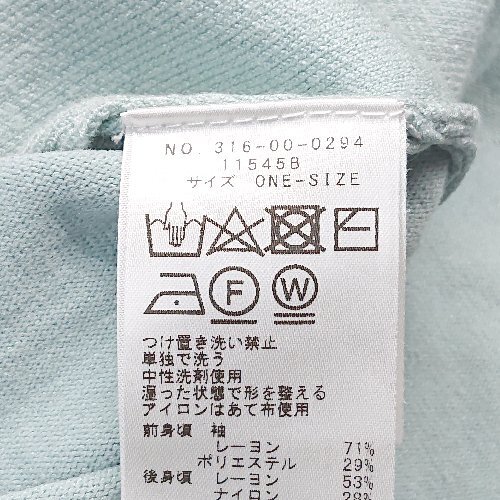 NO. 316-00-0294
115458
サイズ ONE-SIZE
F W
つけ置き洗い禁止
単独で洗う
中性洗剤使用
湿った状態で形を整える
アイロンはあて布使用
前身頃 袖
レーヨン 71%
ポリエステル 29%
後身頃 レーヨン 53%
ナイロン 28%